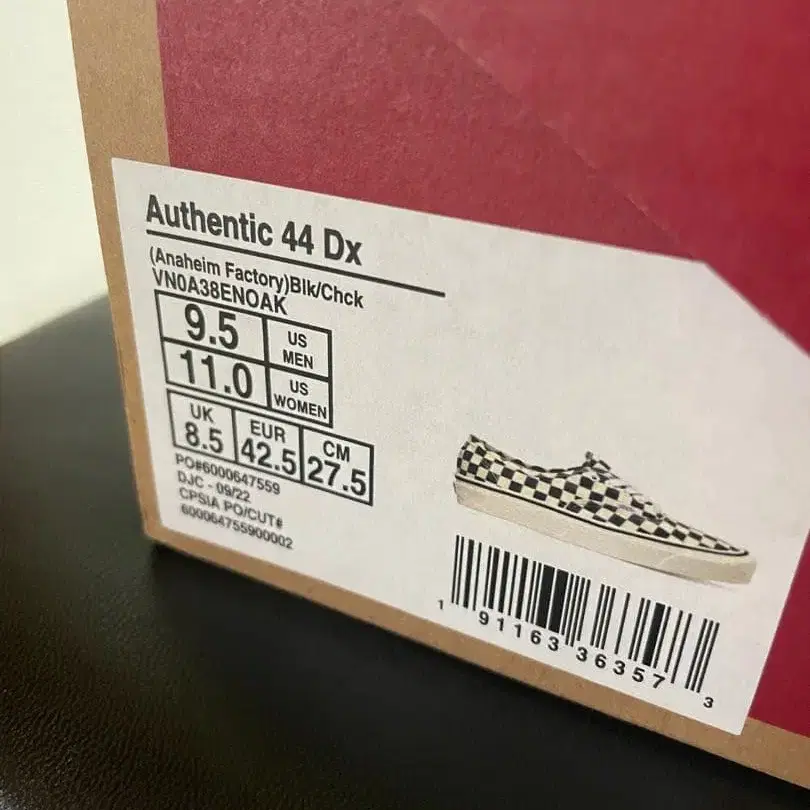 Authentic 44 Dx
(Anaheim Factory)Blk/Chck
VN0A38ENOAK
9.5 US MEN
11.0 US WOMEN
UK 8.5 EUR 42.5 CM 27.5
PO#6000647559
DJC - 09/22
CPSIA PO/CUT#
600064755900002
1 91163 36357 3